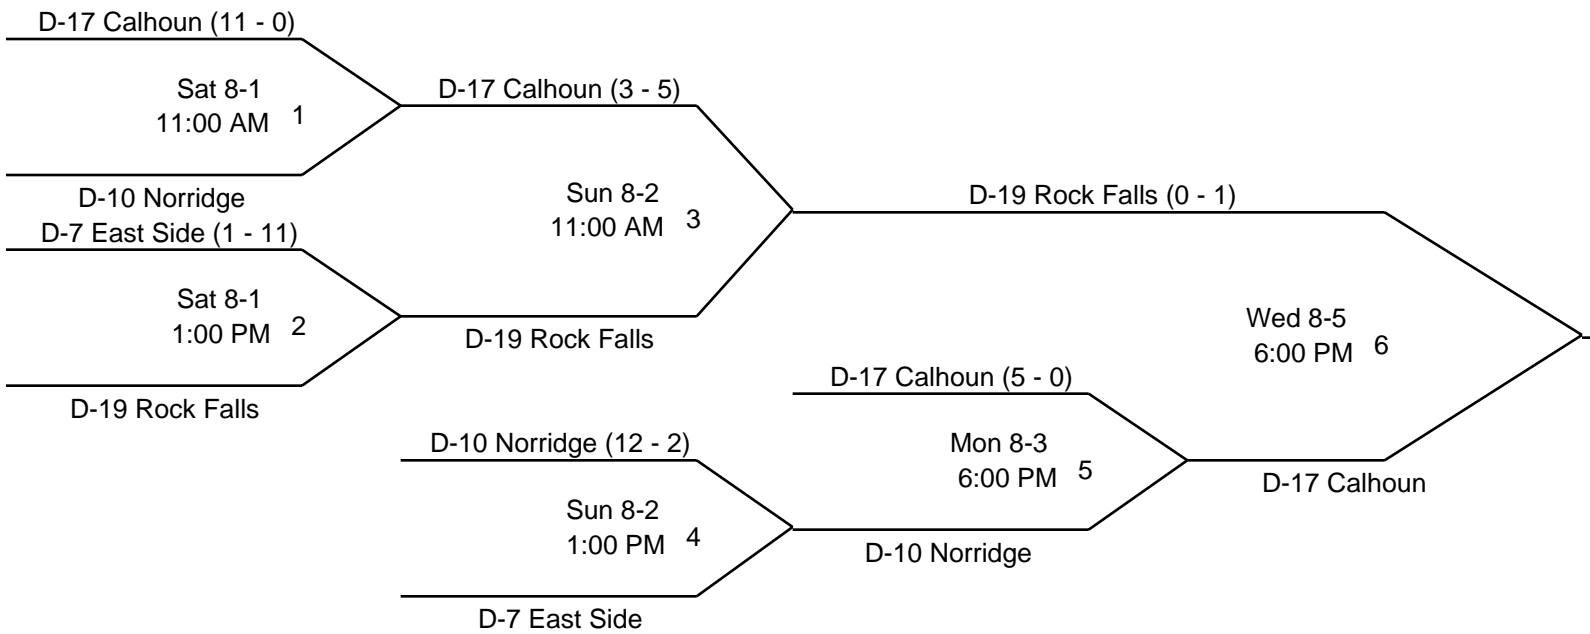 D-17 Calhoun (11 - 0)
Sat 8-1
11:00 AM 1
D-10 Norridge
D-7 East Side (1 - 11)
Sat 8-1
1:00 PM 2
D-19 Rock Falls
D-17 Calhoun (3 - 5)
Sun 8-2
11:00 AM 3
D-19 Rock Falls
D-10 Norridge (12 - 2)
Sun 8-2
1:00 PM 4
D-7 East Side
D-19 Rock Falls (0 - 1)
D-17 Calhoun (5 - 0)
Mon 8-3
6:00 PM 5
D-10 Norridge
Wed 8-5
6:00 PM 6
D-17 Calhoun